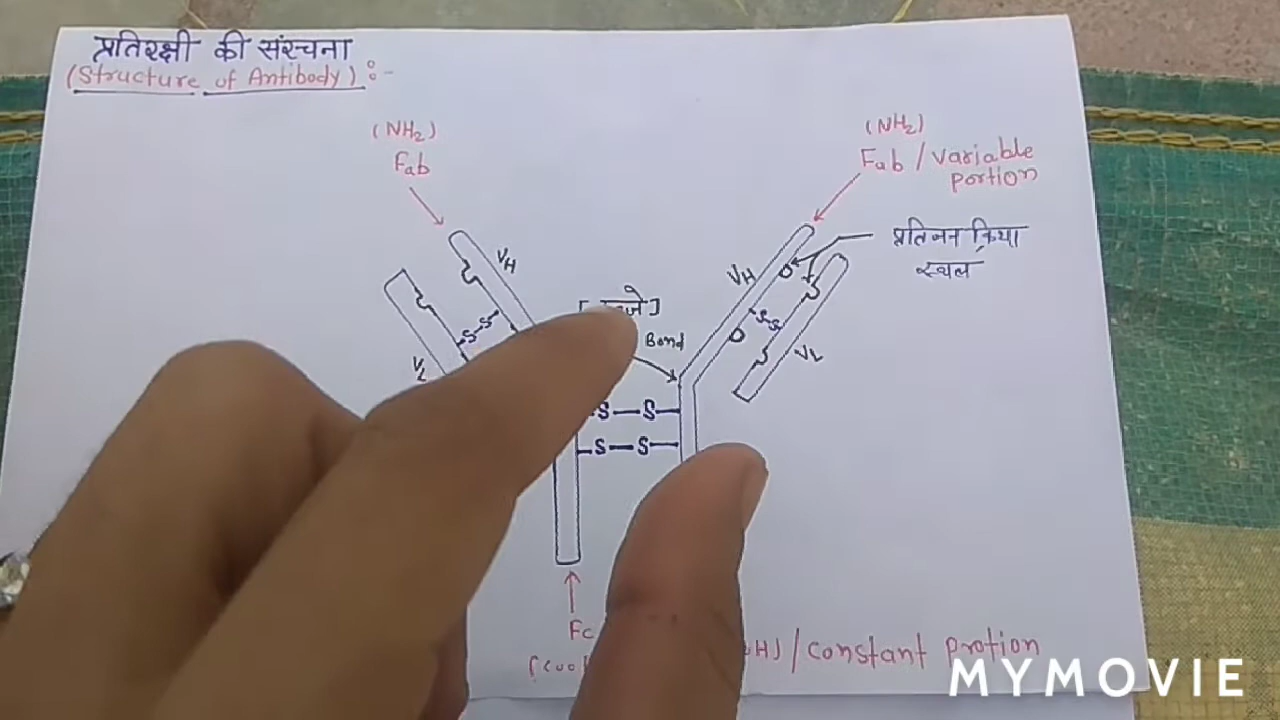 प्रतिरक्षी की संरचना
(Structure of Antibody) :-
(NH₂)
Fab
(NH₂)
Fab / variable
portion
प्रतिजन क्रिया
स्थल
VH
VH
S-S
S-S
VL
VL
Bond
S-S
S-S
Fc
/ constant protion
MYMOVIE